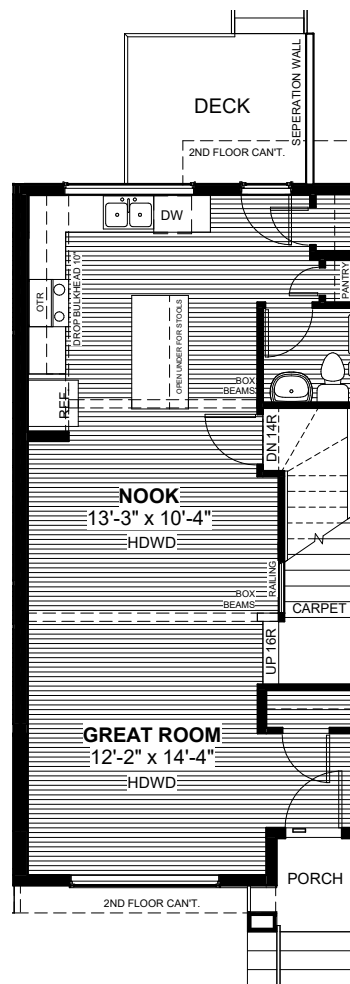 DECK
SEPERATION WALL
2ND FLOOR CAN'T.
DW
OTR
DROP BULKHEAD 10"
PANTRY
OPEN UNDER FOR STOOLS
REF.
BOX
BEAMS
DN 14R
NOOK
13'-3" x 10'-4"
HDWD
RAILING
BOX
BEAMS
CARPET
UP 16R
GREAT ROOM
12'-2" x 14'-4"
HDWD
PORCH
2ND FLOOR CAN'T.